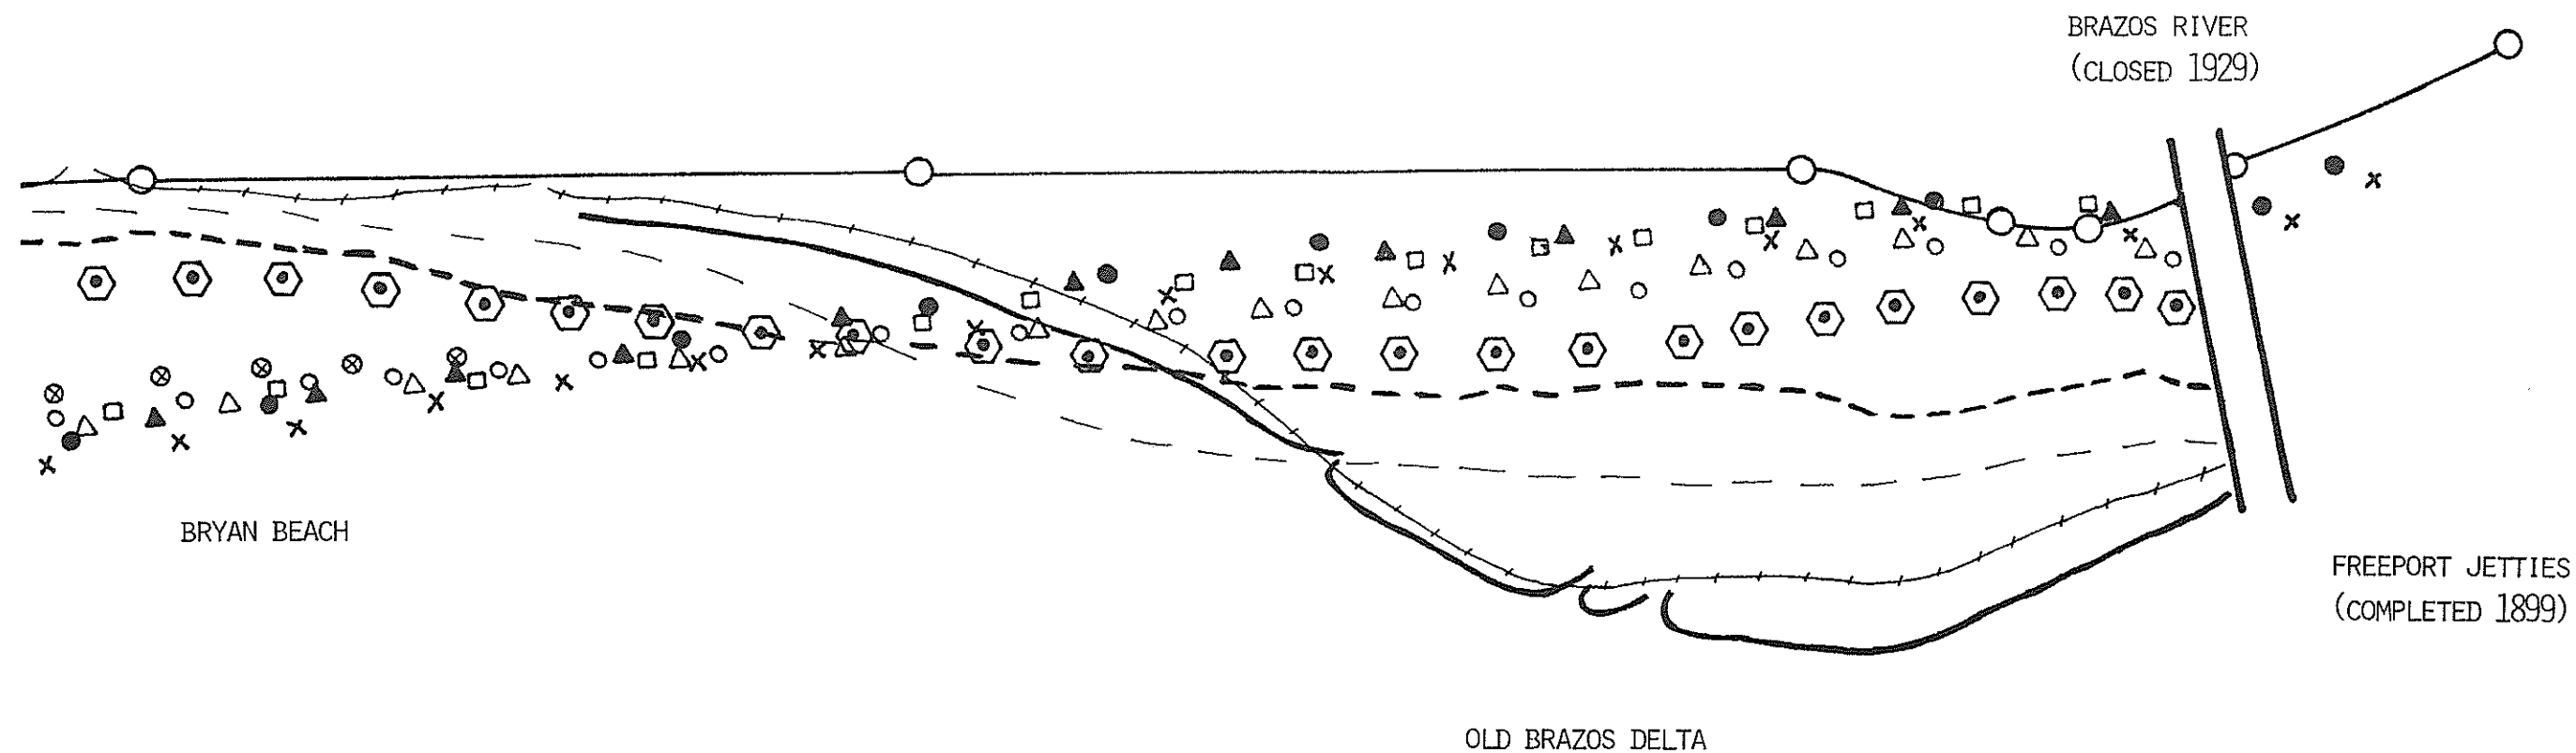 BRAZOS RIVER
(CLOSED 1929)
BRYAN BEACH
FREEPORT JETTIES
(COMPLETED 1899)
OLD BRAZOS DELTA